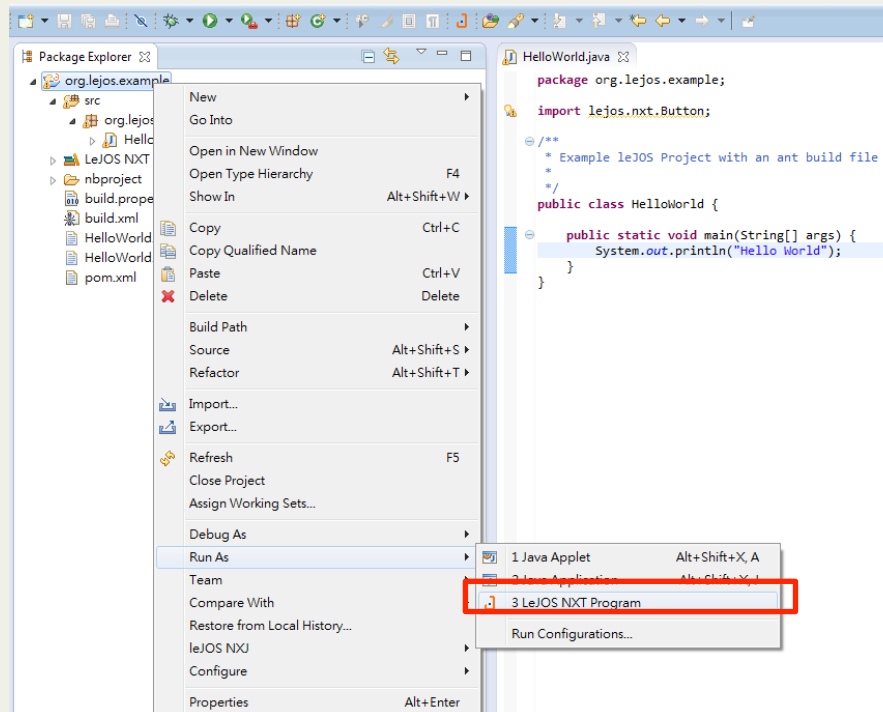 Package Explorer
org.lejos.example
src
org.lejos
Hello
LeJOS NXT
nbproject
build.prope
build.xml
HelloWorld
HelloWorld
pom.xml
New
Go Into
Open in New Window
Open Type Hierarchy F4
Show In Alt+Shift+W
Copy Ctrl+C
Copy Qualified Name
Paste Ctrl+V
Delete Delete
Build Path
Source Alt+Shift+S
Refactor Alt+Shift+T
Import...
Export...
Refresh F5
Close Project
Assign Working Sets...
Debug As
Run As
Team
Compare With
Restore from Local History...
leJOS NXJ
Configure
Properties Alt+Enter
1 Java Applet Alt+Shift+X, A
2 Java Application Alt+Shift+X, J
3 LeJOS NXT Program
Run Configurations...
HelloWorld.java
package org.lejos.example;
import lejos.nxt.Button;
/**
* Example leJOS Project with an ant build file
*
*/
public class HelloWorld {
public static void main(String[] args) {
System.out.println("Hello World");
}
}